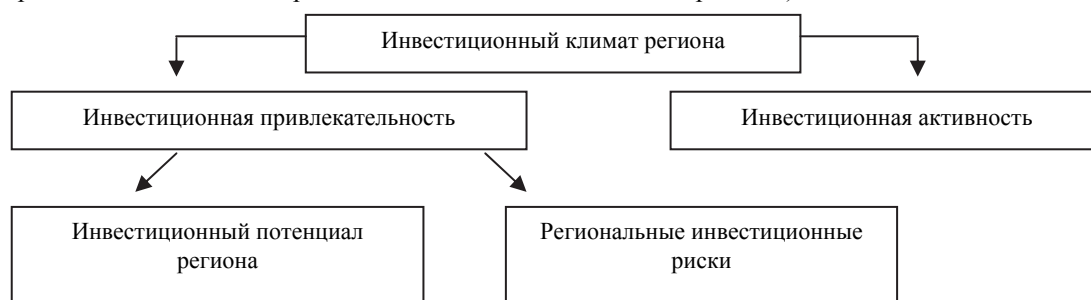 Инвестиционный климат региона
Инвестиционная привлекательность
Инвестиционная активность
Инвестиционный потенциал
региона
Региональные инвестиционные
риски